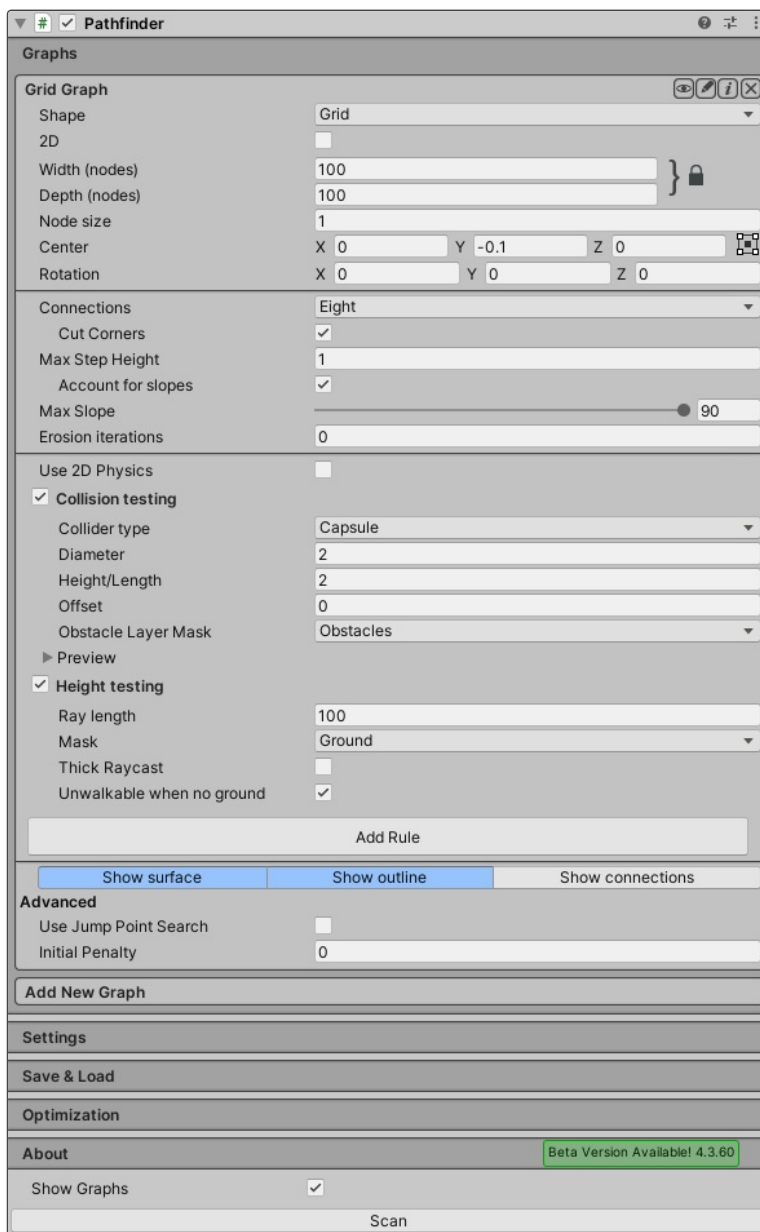 Pathfinder
Graphs
Grid Graph
Shape Grid
2D
Width (nodes) 100
Depth (nodes) 100
Node size 1
Center X 0 Y -0.1 Z 0
Rotation X 0 Y 0 Z 0
Connections Eight
Cut Corners
Max Step Height 1
Account for slopes
Max Slope 90
Erosion iterations 0
Use 2D Physics
Collision testing
Collider type Capsule
Diameter 2
Height/Length 2
Offset 0
Obstacle Layer Mask Obstacles
Preview
Height testing
Ray length 100
Mask Ground
Thick Raycast
Unwalkable when no ground
Add Rule
Show surface Show outline Show connections
Advanced
Use Jump Point Search
Initial Penalty 0
Add New Graph
Settings
Save & Load
Optimization
About Beta Version Available! 4.3.60
Show Graphs
Scan